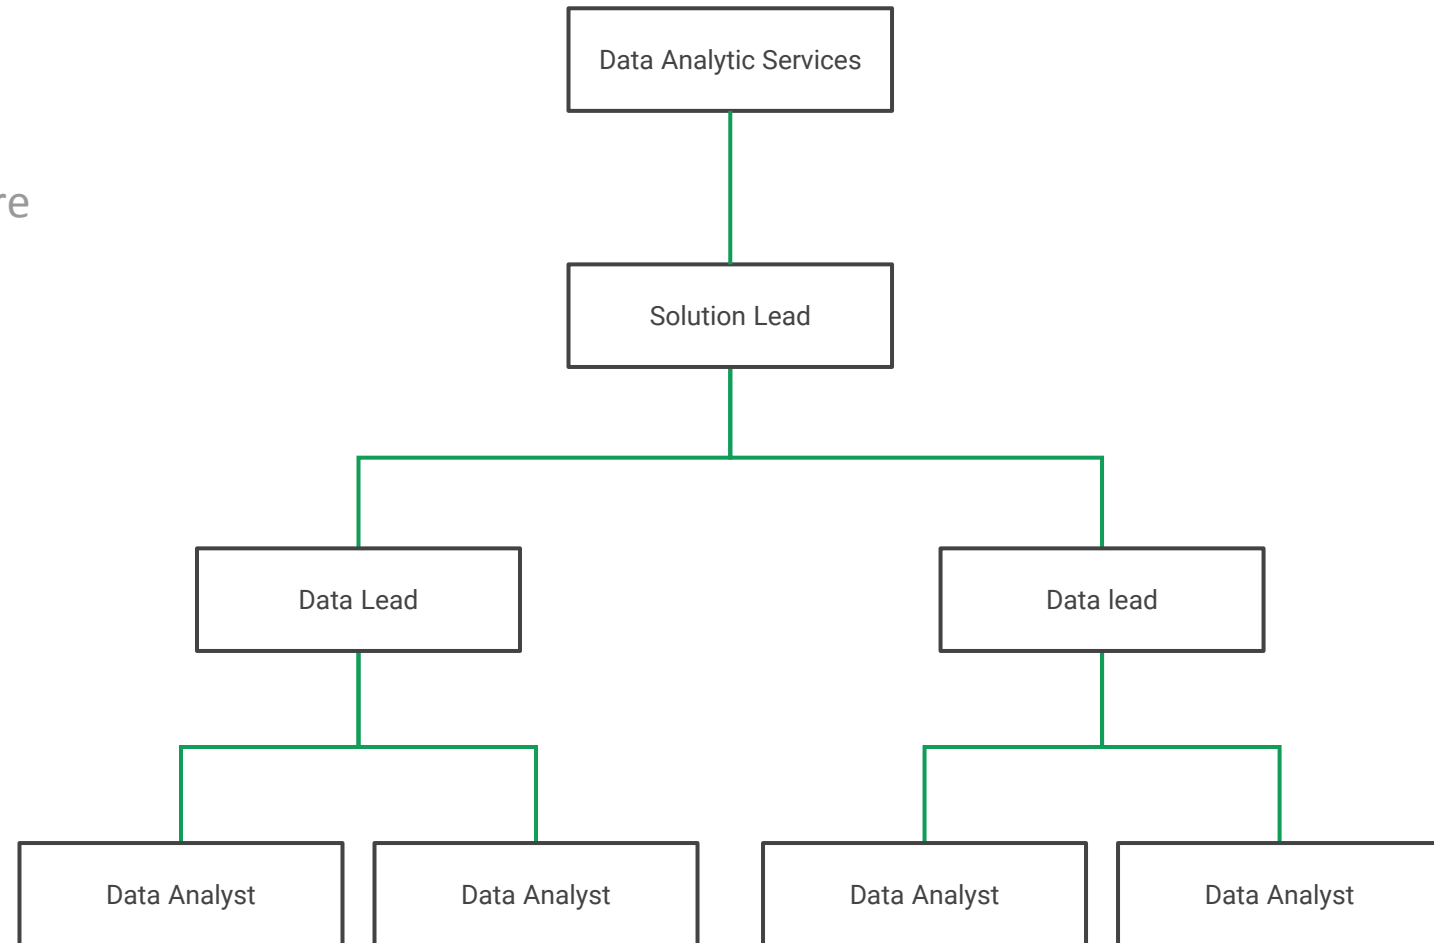 Data Analytic Services
Solution Lead
Data Lead
Data lead
Data Analyst
Data Analyst
Data Analyst
Data Analyst